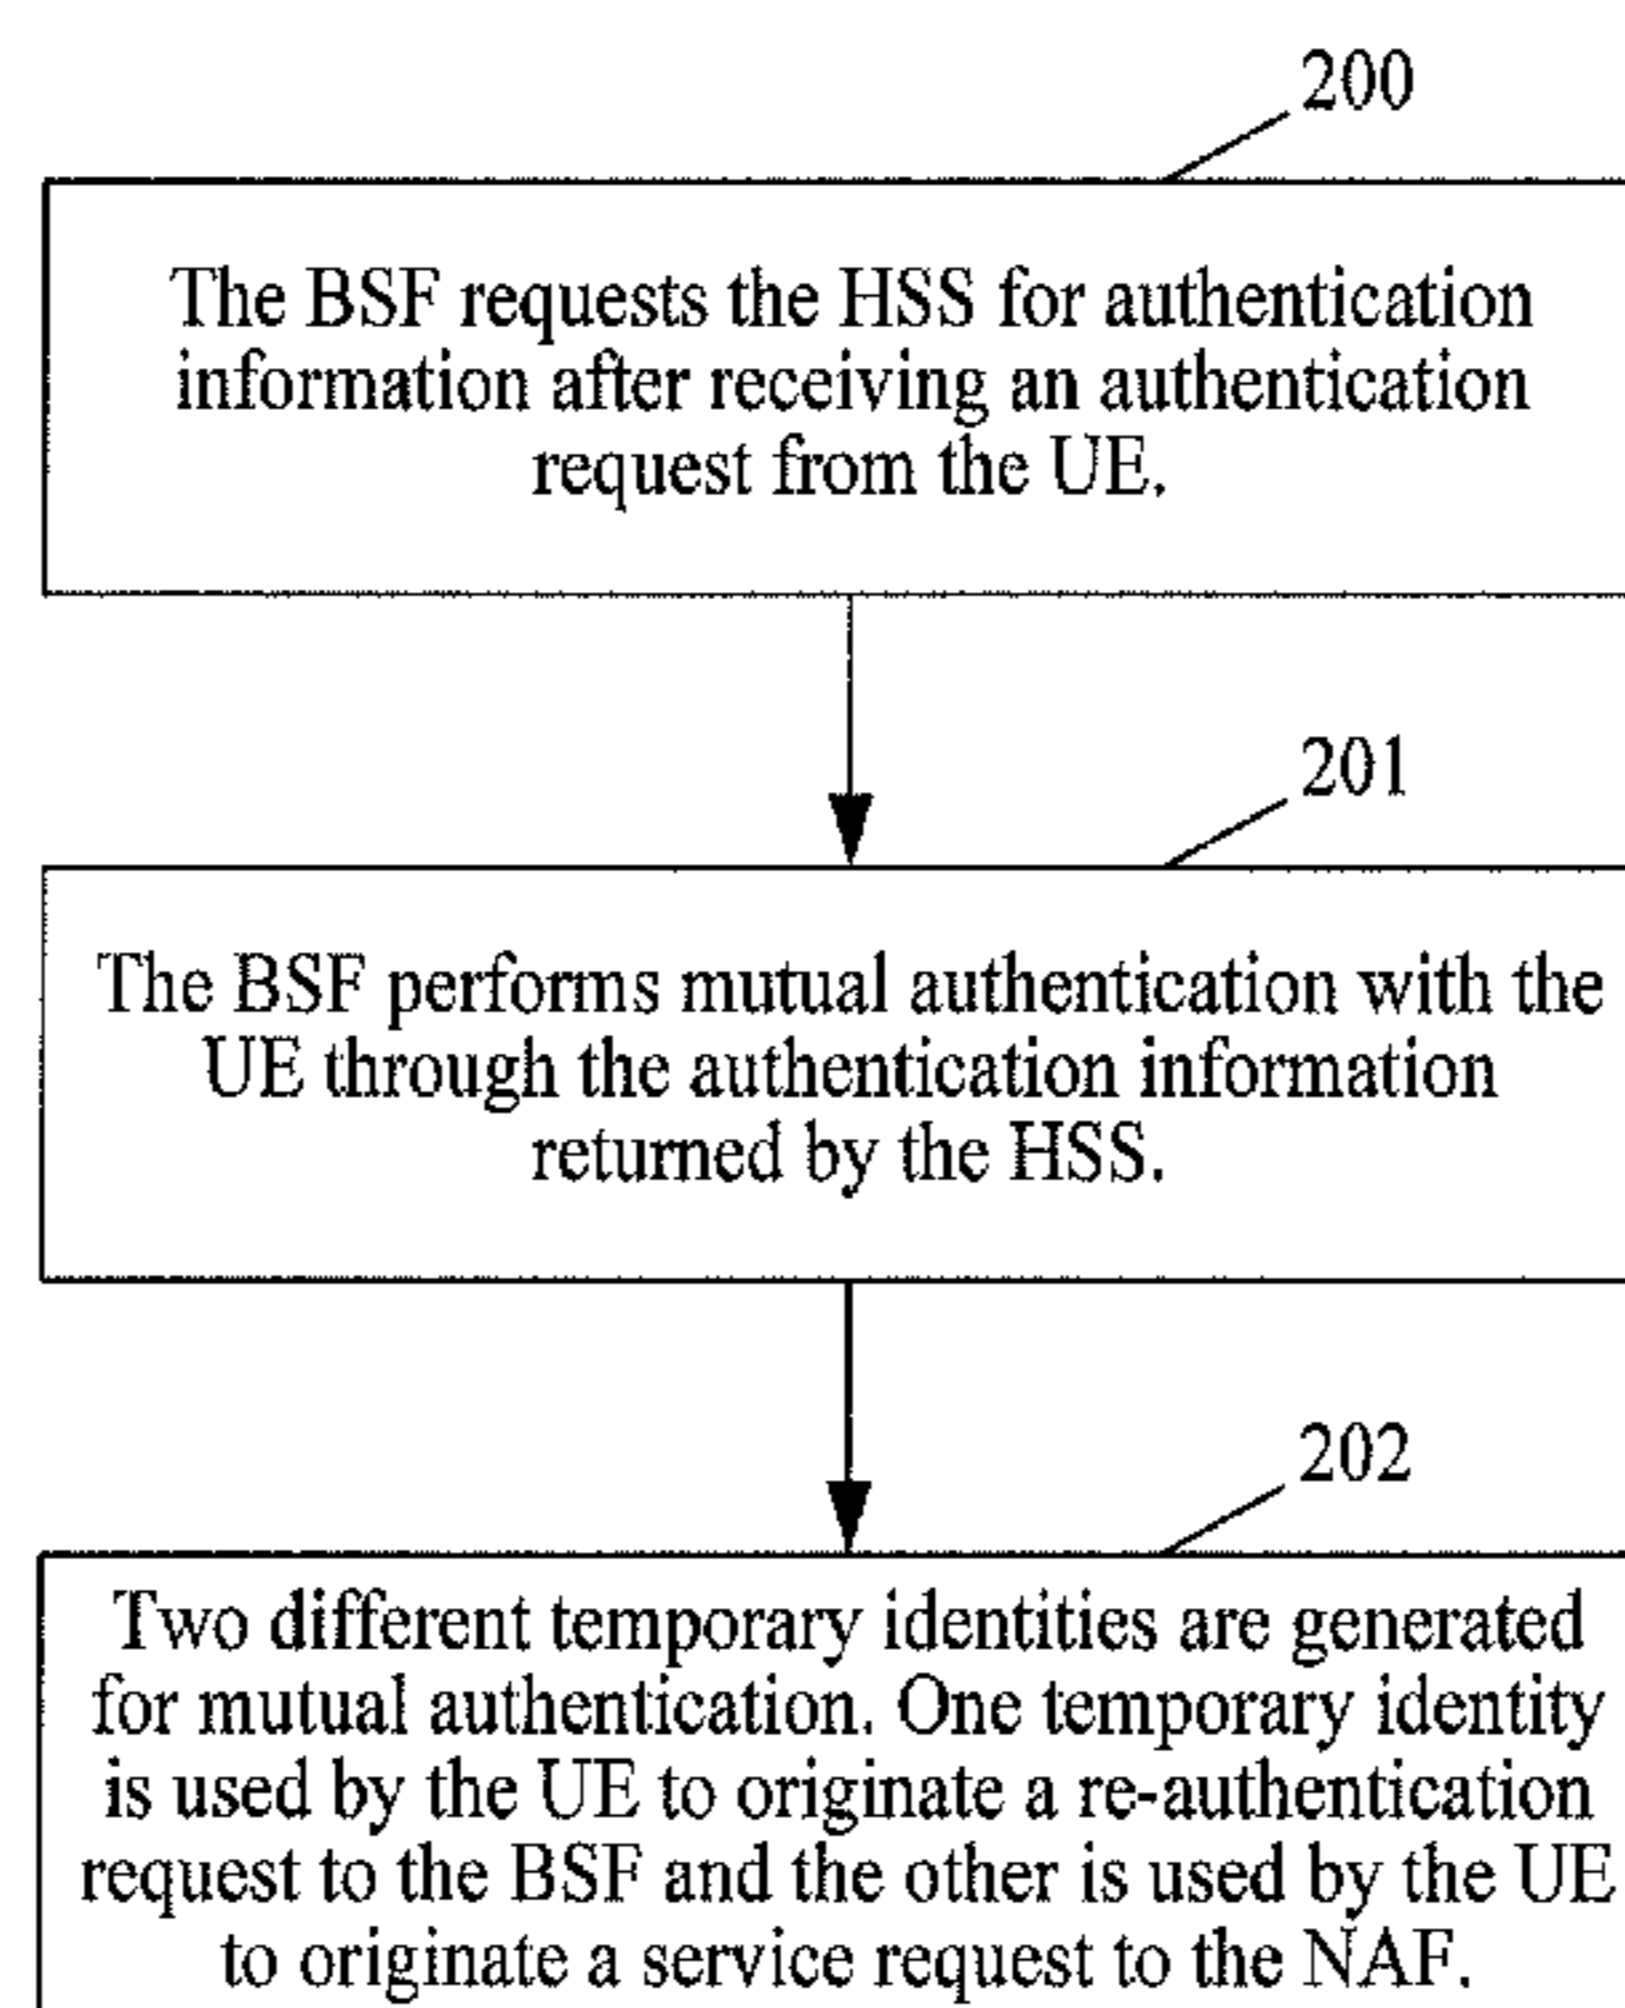 200
The BSF requests the HSS for authentication
information after receiving an authentication
request from the UE.
201
The BSF performs mutual authentication with the
UE through the authentication information
returned by the HSS.
202
Two different temporary identities are generated
for mutual authentication. One temporary identity
is used by the UE to originate a re-authentication
request to the BSF and the other is used by the UE
to originate a service request to the NAF.